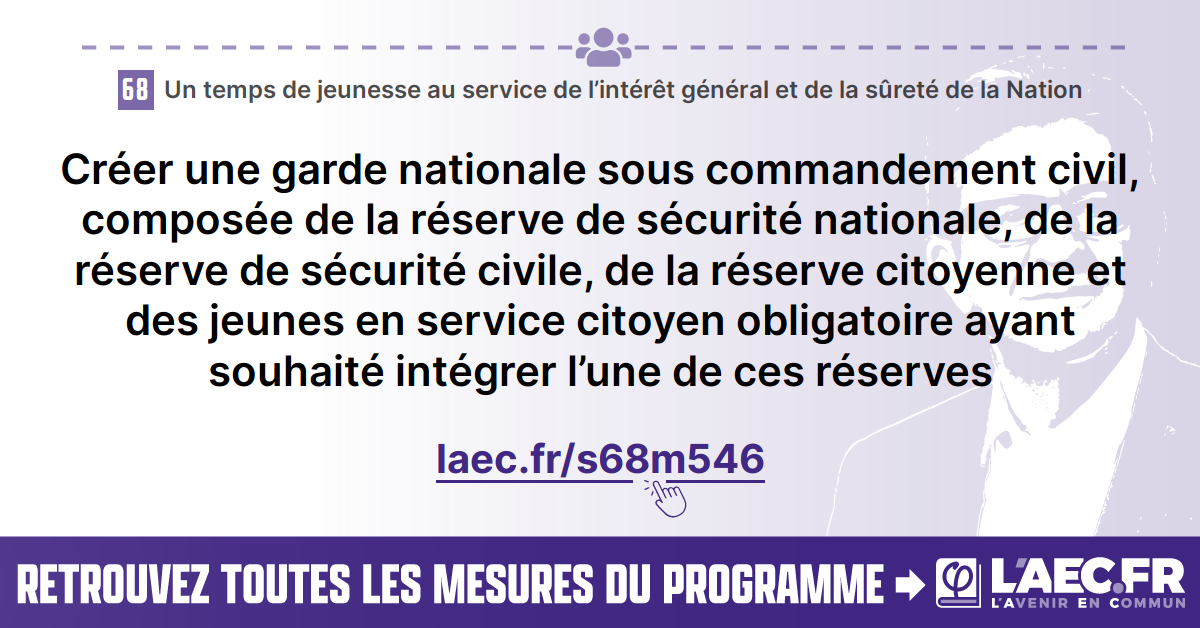 68 Un temps de jeunesse au service de l’intérêt général et de la sûreté de la Nation
Créer une garde nationale sous commandement civil,
composée de la réserve de sécurité nationale, de la
réserve de sécurité civile, de la réserve citoyenne et
des jeunes en service citoyen obligatoire ayant
souhaité intégrer l’une de ces réserves
laec.fr/s68m546
RETROUVEZ TOUTES LES MESURES DU PROGRAMME
L'AEC.FR
L'AVENIR EN COMMUN